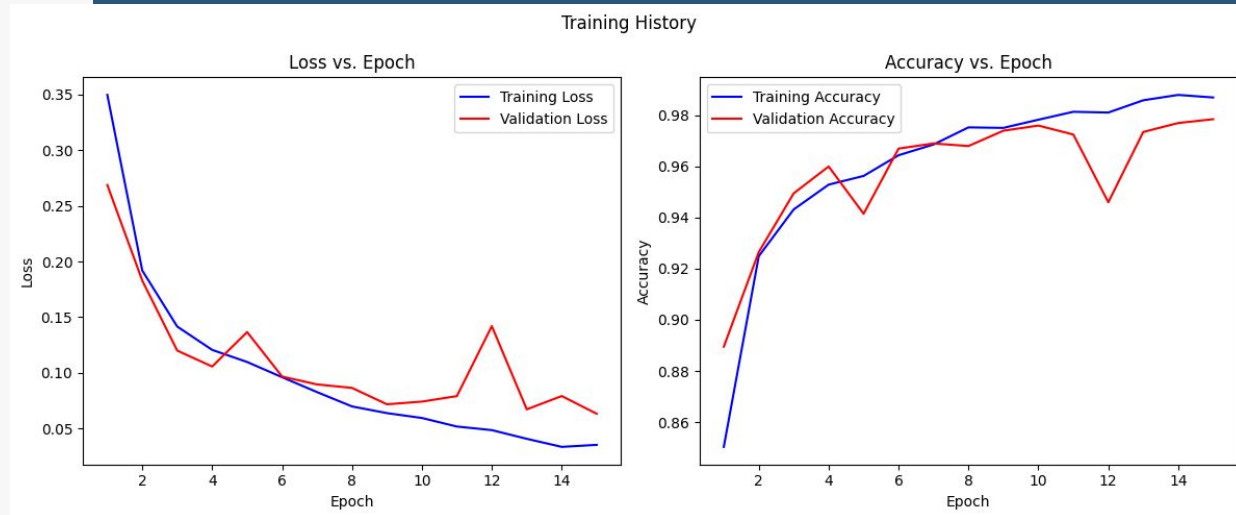 Training History
Loss vs. Epoch
Training Loss
Validation Loss
0.35
0.30
0.25
0.20
0.15
0.10
0.05
Loss
2 4 6 8 10 12 14
Epoch
Accuracy vs. Epoch
Training Accuracy
Validation Accuracy
0.98
0.96
0.94
0.92
0.90
0.88
0.86
Accuracy
2 4 6 8 10 12 14
Epoch